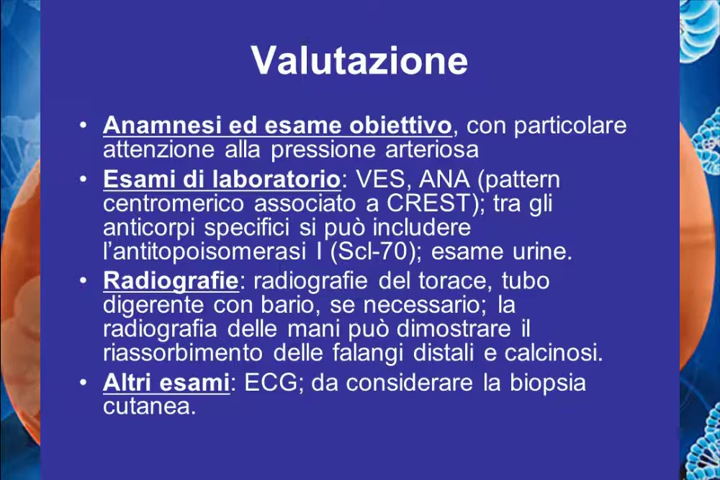 Valutazione
• Anamnesi ed esame obiettivo, con particolare
attenzione alla pressione arteriosa
• Esami di laboratorio: VES, ANA (pattern
centromerico associato a CREST); tra gli
anticorpi specifici si può includere
l'antitopoisomerasi I (Scl-70); esame urine.
• Radiografie: radiografie del torace, tubo
digerente con bario, se necessario; la
radiografia delle mani può dimostrare il
riassorbimento delle falangi distali e calcinosi.
• Altri esami: ECG; da considerare la biopsia
cutanea.